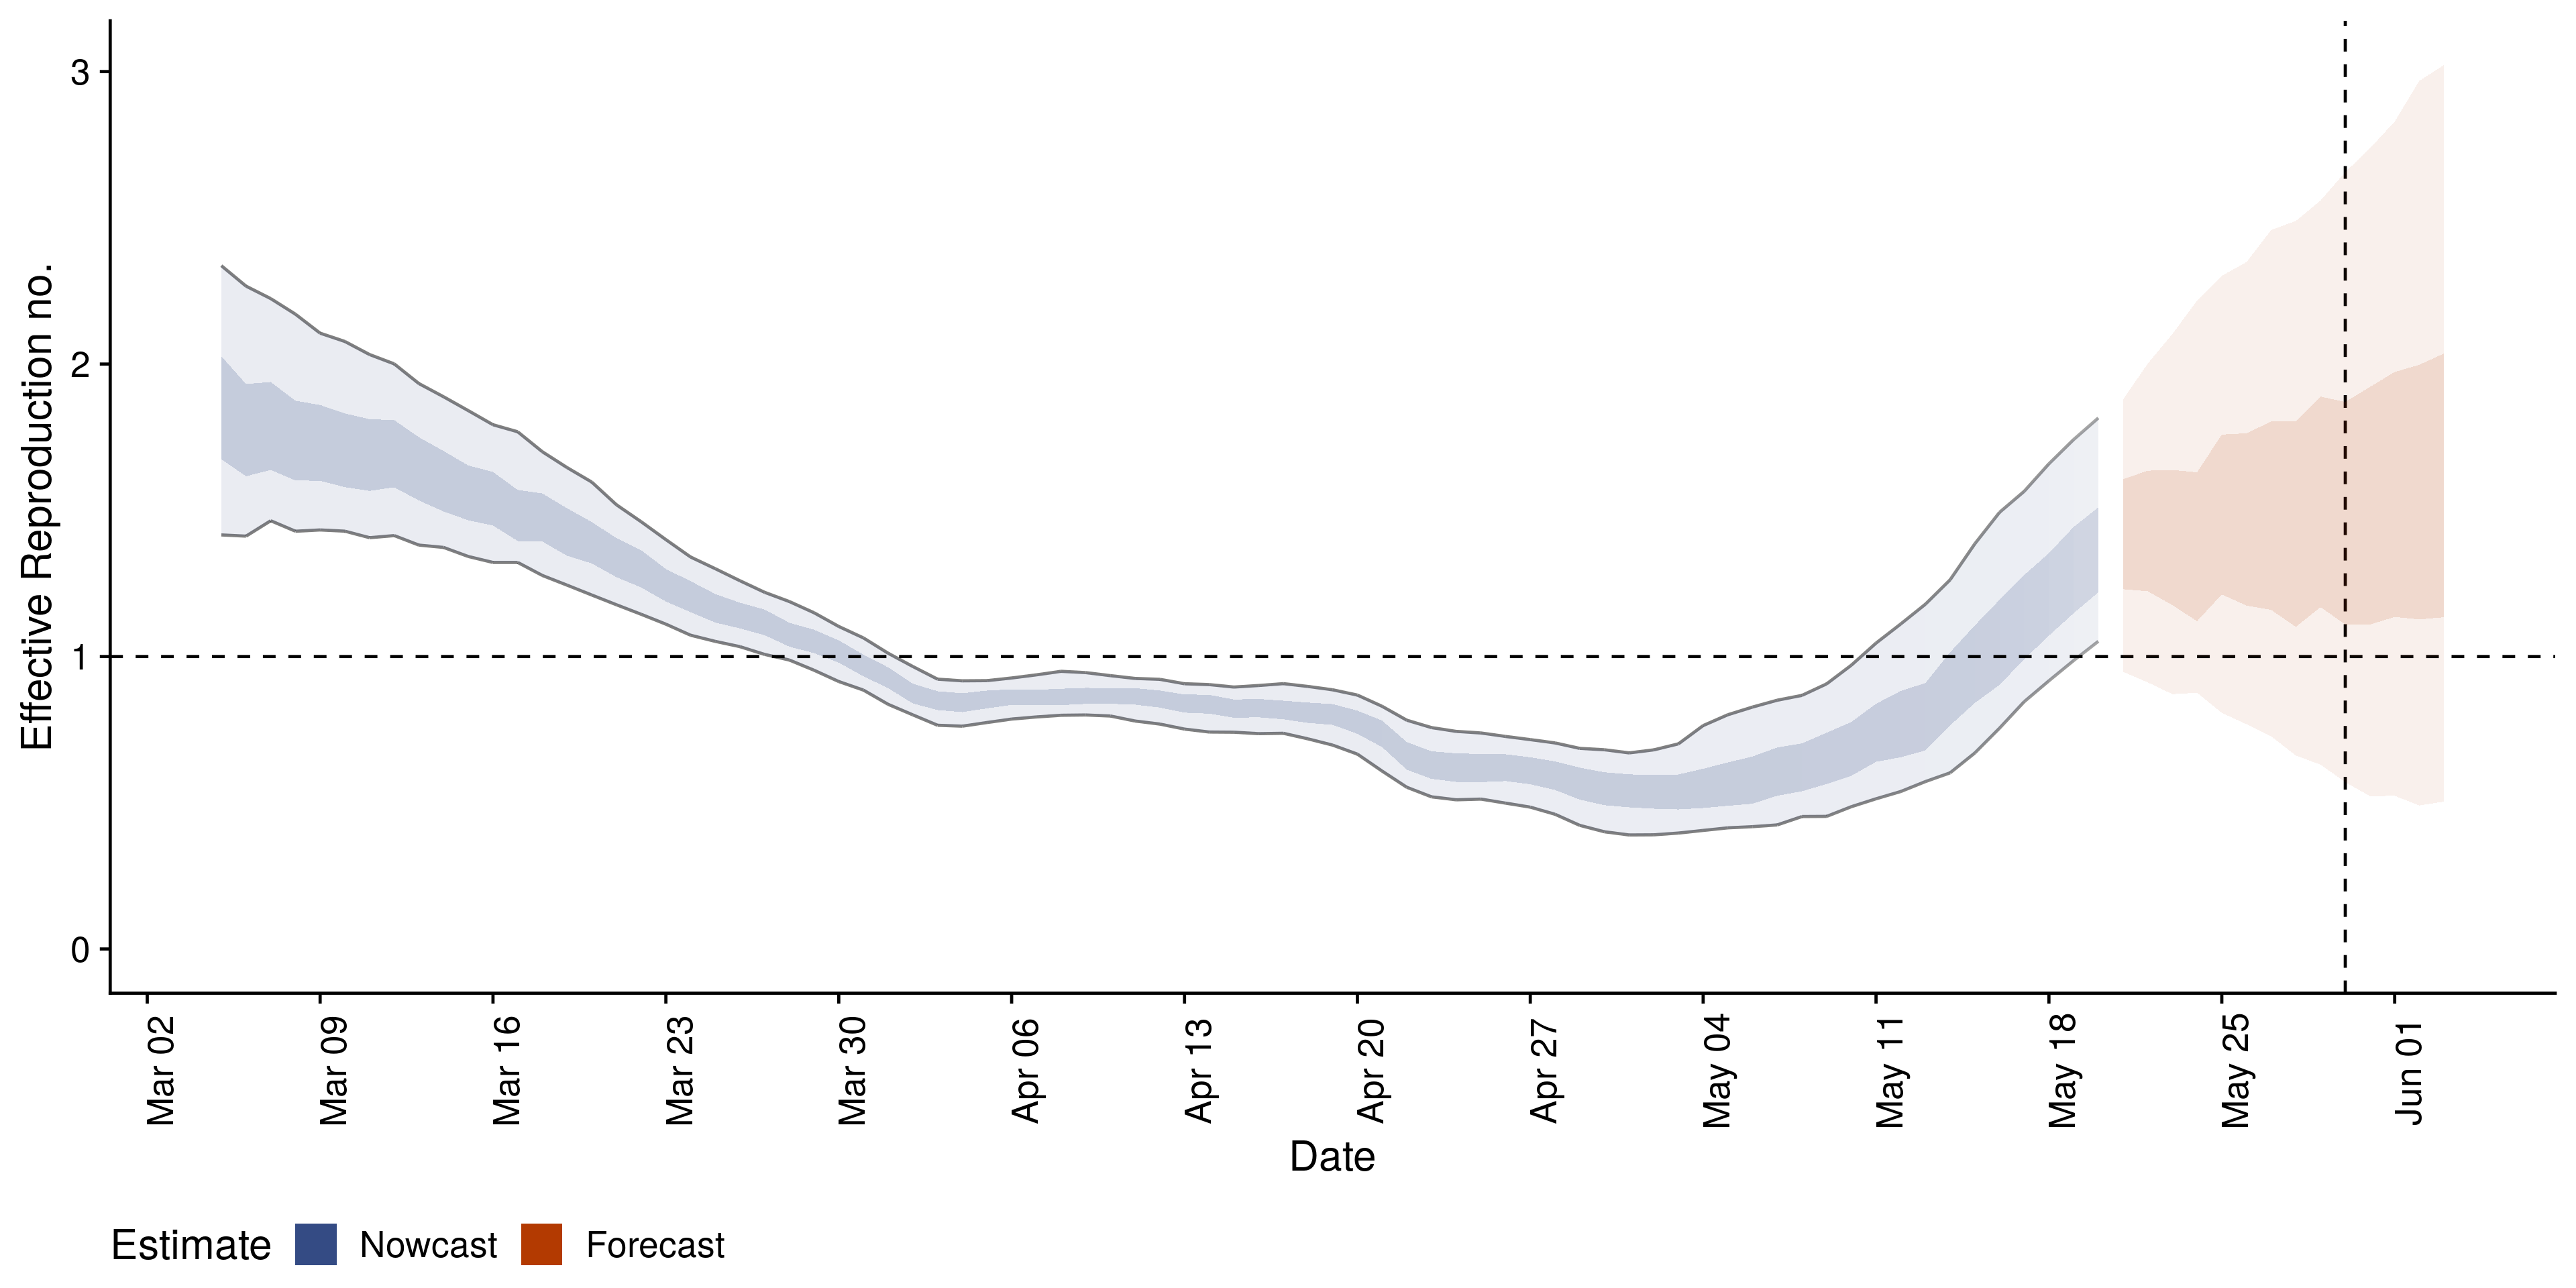 Effective Reproduction no.
3
2
1
0
Mar 02
Mar 09
Mar 16
Mar 23
Mar 30
Apr 06
Apr 13
Apr 20
Apr 27
May 04
May 11
May 18
May 25
Jun 01
Date
Estimate Nowcast Forecast